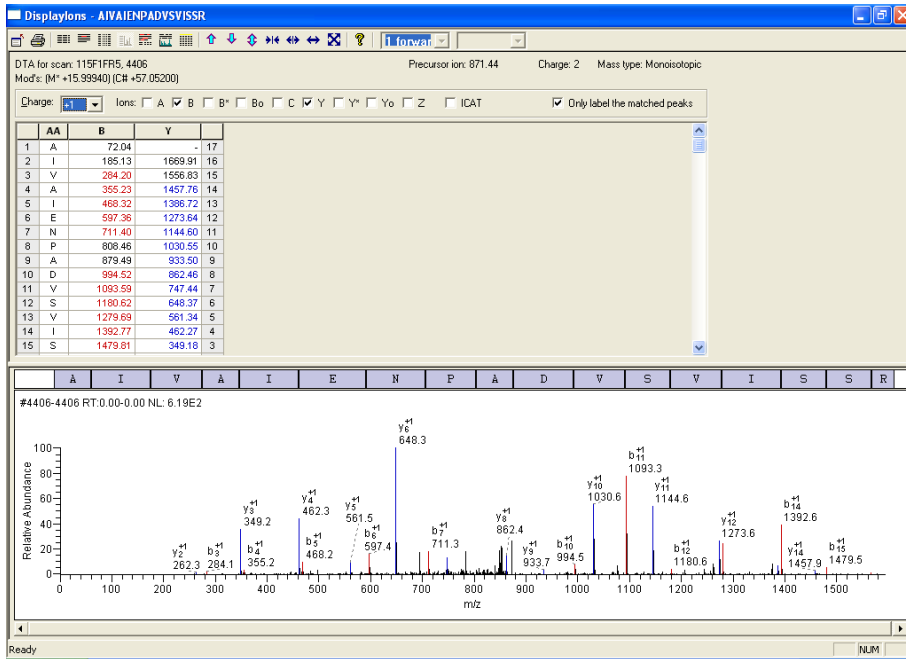 DisplayIons - AIVAIENPADVSVISSR
1 forwar
DTA for scan: 115F1FR5, 4406 Precursor ion: 871.44 Charge: 2 Mass type: Monoisotopic
Mod's: (M* +15.99940) (C# +57.05200)
Charge: +1 Ions: A B B* Bo C Y Y* Yo Z ICAT Only label the matched peaks
AA B Y
1 A 72.04 - 17
2 I 185.13 1669.91 16
3 V 284.20 1556.83 15
4 A 355.23 1457.76 14
5 I 468.32 1386.72 13
6 E 597.36 1273.64 12
7 N 711.40 1144.60 11
8 P 808.46 1030.55 10
9 A 879.49 933.50 9
10 D 994.52 862.46 8
11 V 1093.59 747.44 7
12 S 1180.62 648.37 6
13 V 1279.69 561.34 5
14 I 1392.77 462.27 4
15 S 1479.81 349.18 3
A I V A I E N P A D V S V I S S R
#4406-4406 RT:0.00-0.00 NL: 6.19E2
Relative Abundance
100
80
60
40
20
0
y2+1
262.3
b3+1
284.1
y3+1
349.2
b4+1
355.2
y4+1
462.3
b5+1
468.2
y5+1
561.5
b6+1
597.4
y6+1
648.3
b7+1
711.3
y8+1
862.4
y9+1
933.7
b10+1
994.5
y10+1
1030.6
b11+1
1093.3
y11+1
1144.6
b12+1
1180.6
y12+1
1273.6
b14+1
1392.6
y14+1
1457.9
b15+1
1479.5
0 100 200 300 400 500 600 700 800 900 1000 1100 1200 1300 1400 1500
m/z
Ready NUM